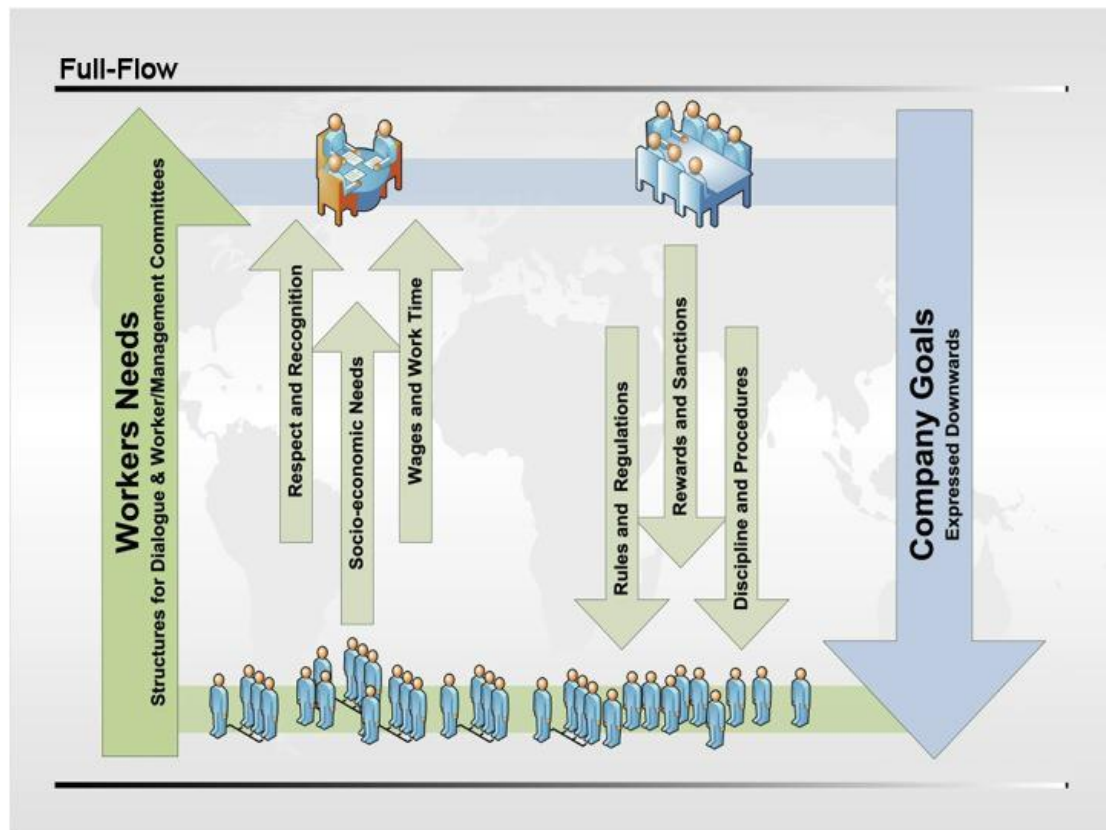 Full-Flow
Workers Needs
Structures for Dialogue & Worker/Management Committees
Respect and Recognition
Socio-economic Needs
Wages and Work Time
Rules and Regulations
Rewards and Sanctions
Discipline and Procedures
Company Goals
Expressed Downwards